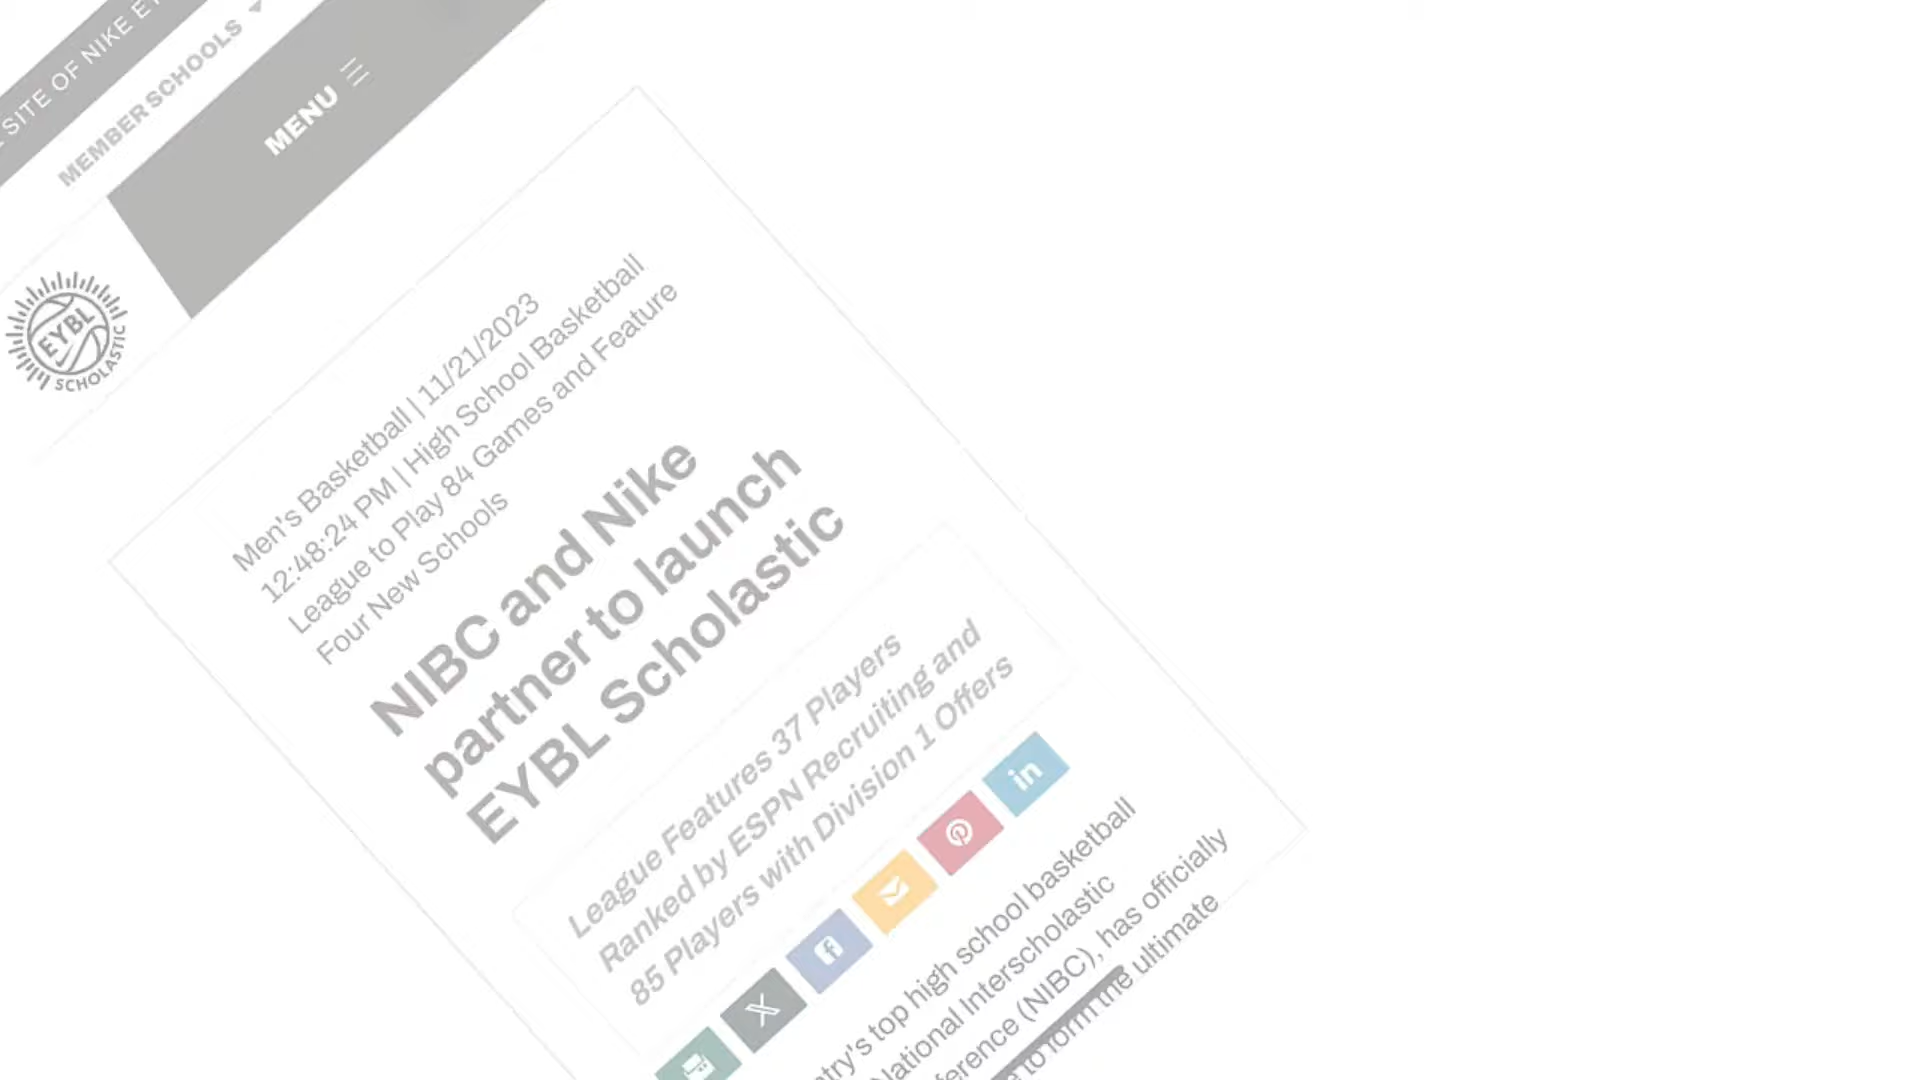 SITE OF NIKE EY
MEMBER SCHOOLS
MENU
EYBL
SCHOLASTIC
Men's Basketball | 11/21/2023
12:48:24 PM | High School Basketball
League to Play 84 Games and Feature
Four New Schools
NIBC and Nike
partner to launch
EYBL Scholastic
League Features 37 Players
Ranked by ESPN Recruiting and
85 Players with Division 1 Offers
try's top high school basketball
National Interscholastic
ference (NIBC), has officially
to form the ultimate